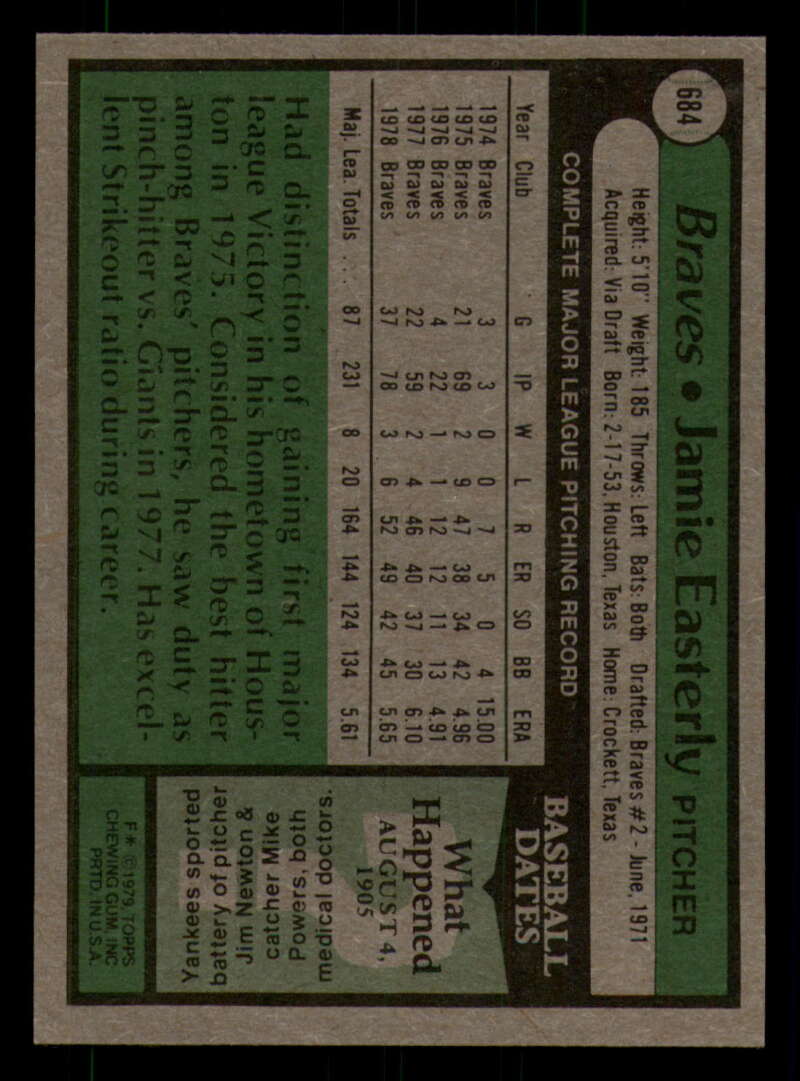 684
Braves • Jamie Easterly PITCHER
Height: 5'10" Weight: 185 Throws: Left Bats: Both Drafted: Braves #2 - June, 1971
Acquired: Via Draft Born: 2-17-53, Houston, Texas Home: Crockett, Texas
COMPLETE MAJOR LEAGUE PITCHING RECORD
Year Club G IP W L R ER SO BB ERA
1974 Braves 3 3 0 0 7 5 0 4 15.00
1975 Braves 21 69 2 9 47 38 34 42 4.96
1976 Braves 4 22 1 1 12 12 11 13 4.91
1977 Braves 22 59 2 4 46 40 37 30 6.10
1978 Braves 37 78 3 6 52 49 42 45 5.65
Maj. Lea. Totals . . . 87 231 8 20 164 144 124 134 5.61
Had distinction of gaining first major
league Victory in his hometown of Hous-
ton in 1975. Considered the best hitter
among Braves' pitchers, he saw duty as
pinch-hitter vs. Giants in 1977. Has excel-
lent Strikeout ratio during career.
BASEBALL
DATES
What
Happened
AUGUST 4,
1905
Yankees sported
battery of pitcher
Jim Newton &
catcher Mike
Powers, both
medical doctors.
F* © 1979 TOPPS
CHEWING GUM, INC
PRTD. IN U.S.A.